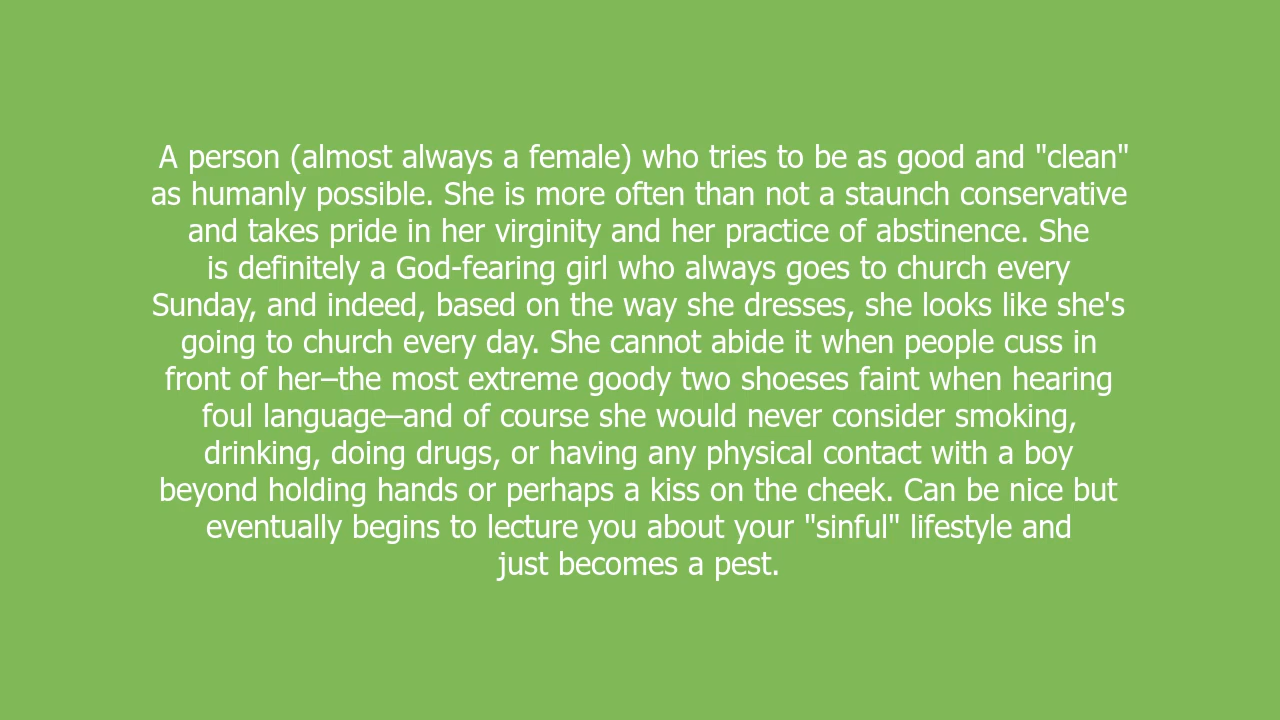 A person (almost always a female) who tries to be as good and "clean"
as humanly possible. She is more often than not a staunch conservative
and takes pride in her virginity and her practice of abstinence. She
is definitely a God-fearing girl who always goes to church every
Sunday, and indeed, based on the way she dresses, she looks like she's
going to church every day. She cannot abide it when people cuss in
front of her–the most extreme goody two shoeses faint when hearing
foul language–and of course she would never consider smoking,
drinking, doing drugs, or having any physical contact with a boy
beyond holding hands or perhaps a kiss on the cheek. Can be nice but
eventually begins to lecture you about your "sinful" lifestyle and
just becomes a pest.